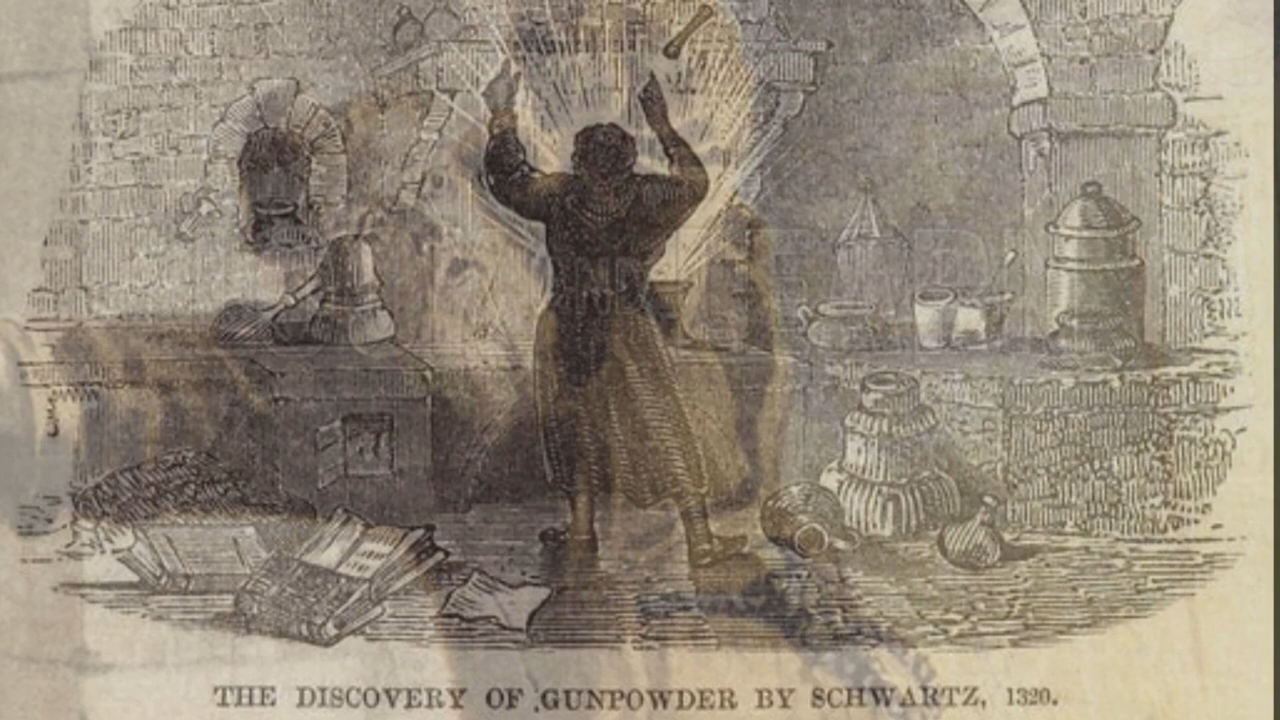 THE DISCOVERY OF GUNPOWDER BY SCHWARTZ, 1320.